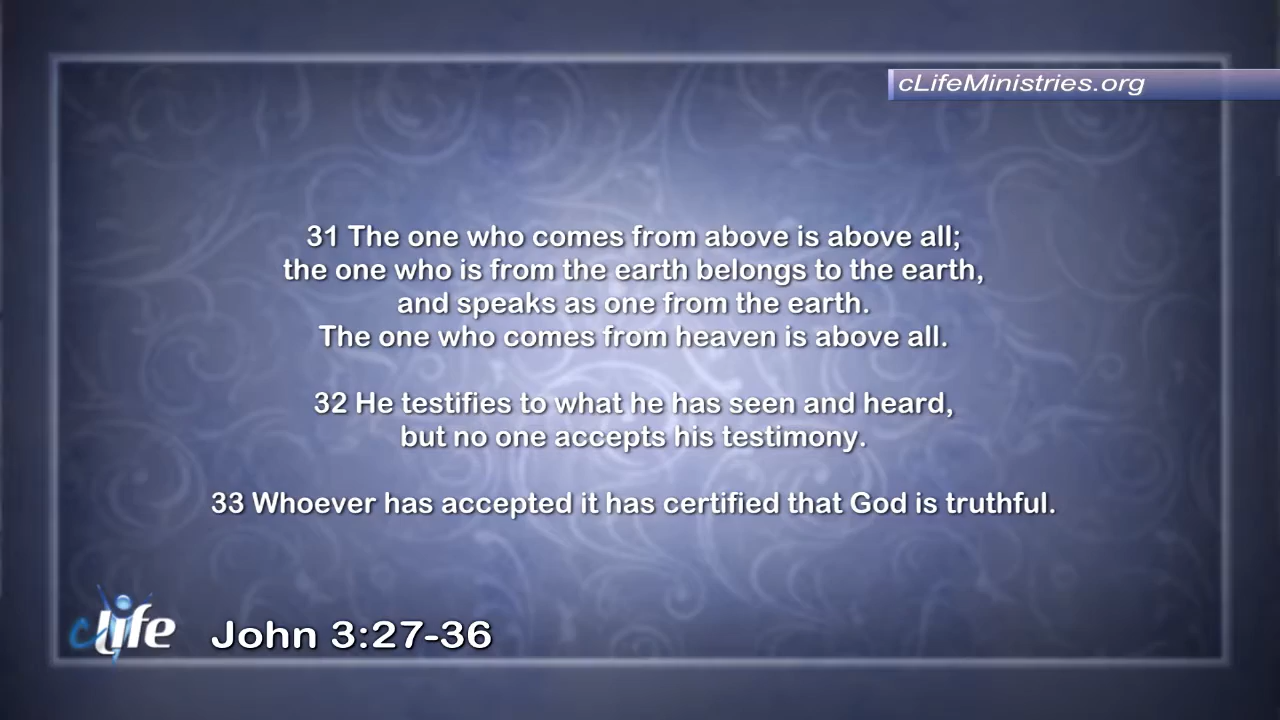 cLifeMinistries.org
31 The one who comes from above is above all;
the one who is from the earth belongs to the earth,
and speaks as one from the earth.
The one who comes from heaven is above all.
32 He testifies to what he has seen and heard,
but no one accepts his testimony.
33 Whoever has accepted it has certified that God is truthful.
cLife
John 3:27-36